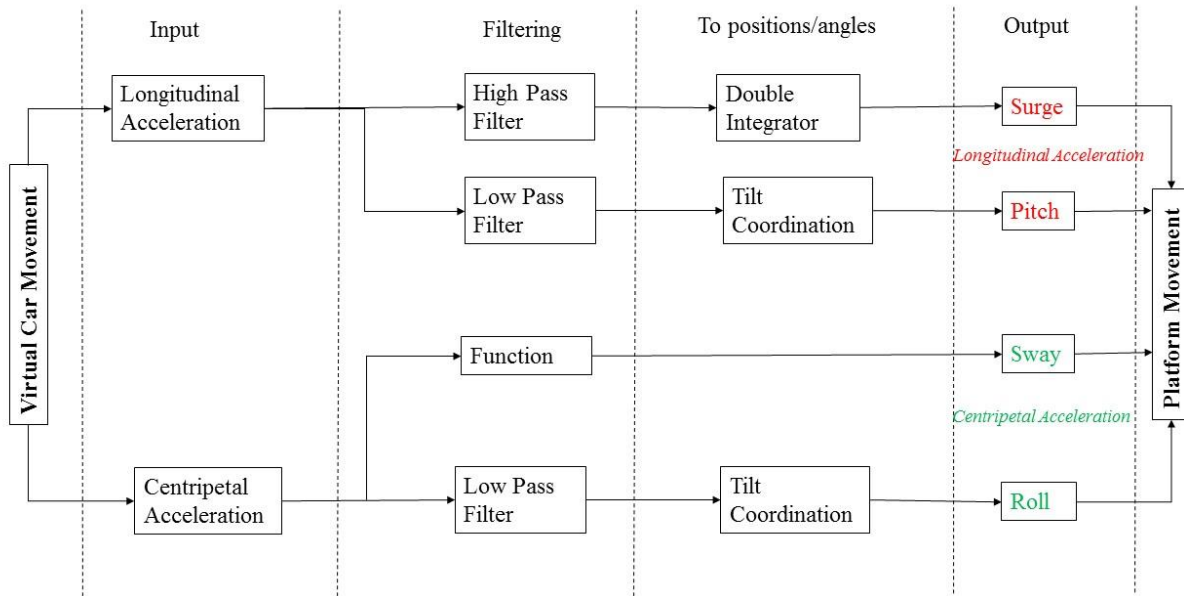 Input
Filtering
To positions/angles
Output
Longitudinal
Acceleration
High Pass
Filter
Double
Integrator
Surge
Longitudinal Acceleration
Low Pass
Filter
Tilt
Coordination
Pitch
Virtual Car Movement
Platform Movement
Function
Sway
Centripetal Acceleration
Centripetal
Acceleration
Low Pass
Filter
Tilt
Coordination
Roll